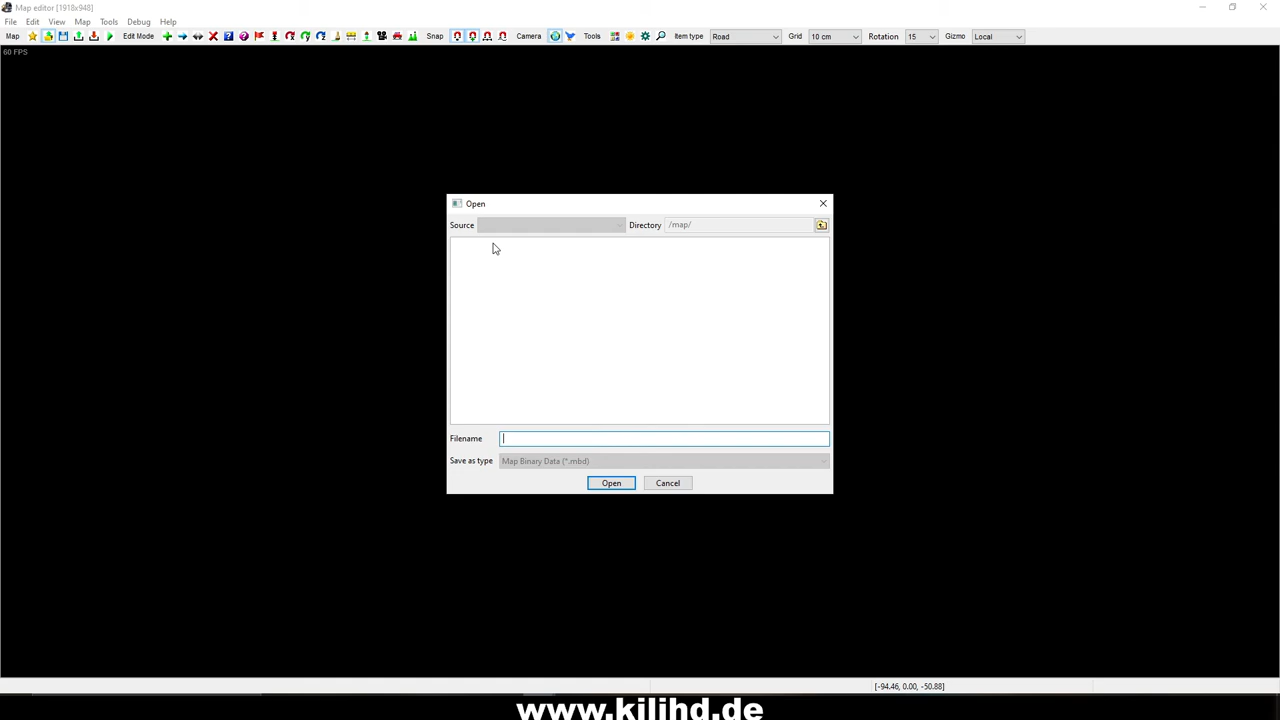 Map editor [1918x948]
File Edit View Map Tools Debug Help
Map Edit Mode Snap Camera Tools Item type Road Grid 10 cm Rotation 15 Gizmo Local
60 FPS
Open
Source Directory /map/
Filename
Save as type Map Binary Data (*.mbd)
Open Cancel
[-94.46, 0.00, -50.88]
www.kilihd.de